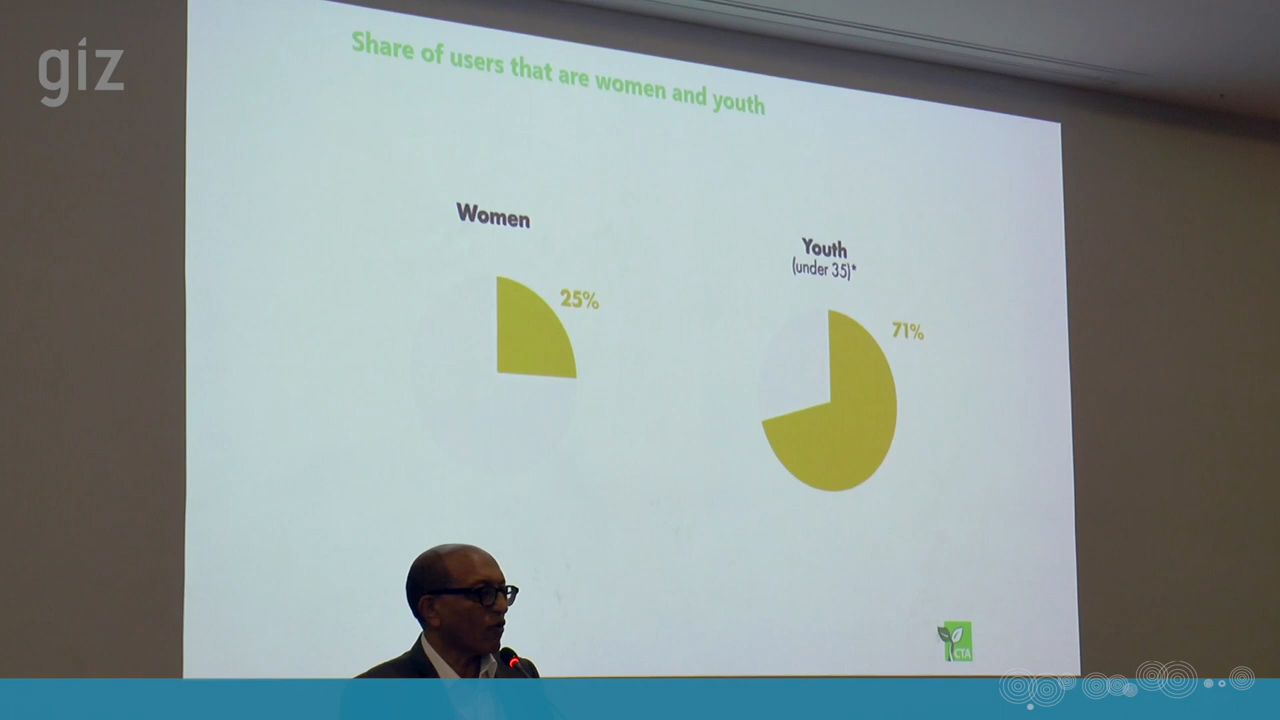 giz
Share of users that are women and youth
Women
25%
Youth
(under 35)*
71%
CTA